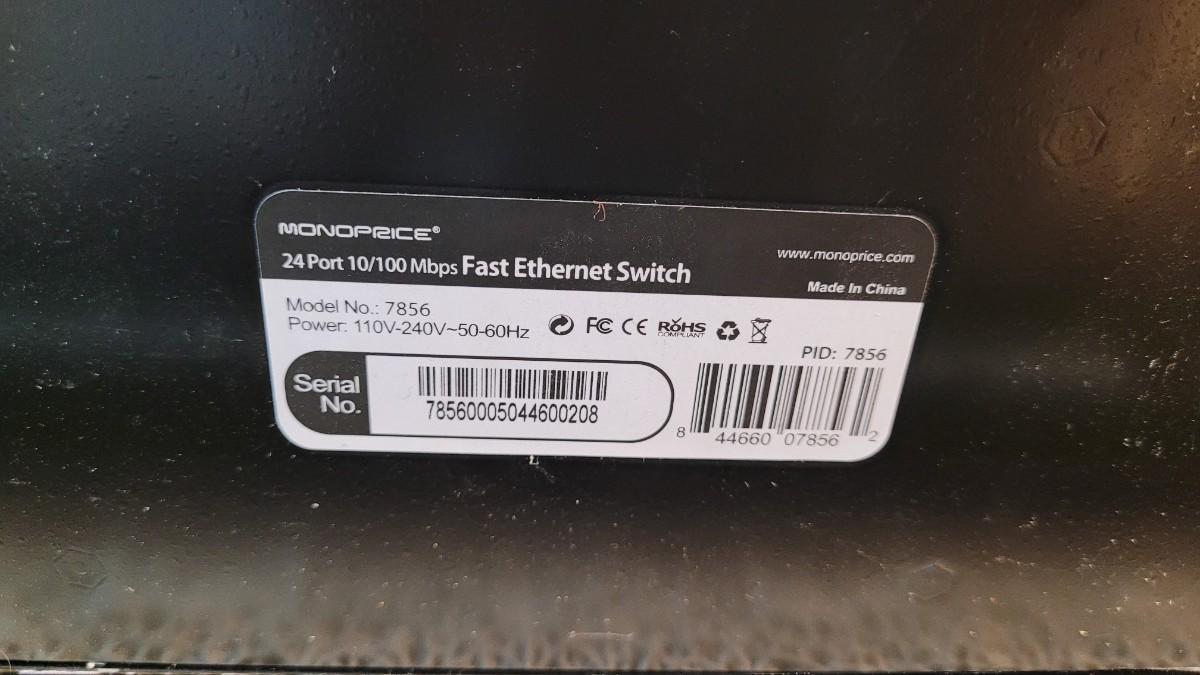 MONOPRICE®
www.monoprice.com
24 Port 10/100 Mbps Fast Ethernet Switch
Made In China
Model No.: 7856
Power: 110V-240V~50-60Hz
FC CE RoHS
COMPLIANT
PID: 7856
Serial
No.
78560005044600208
8 44660 07856 2